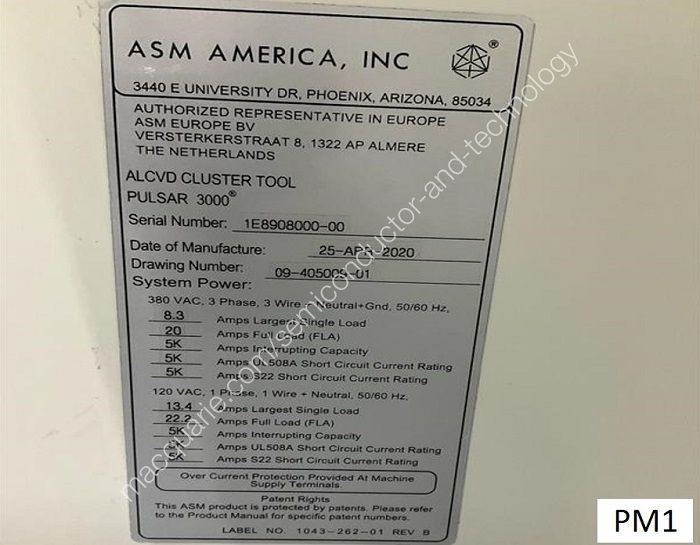 ASM AMERICA, INC ®
3440 E UNIVERSITY DR, PHOENIX, ARIZONA, 85034
AUTHORIZED REPRESENTATIVE IN EUROPE
ASM EUROPE BV
VERSTERKERSTRAAT 8, 1322 AP ALMERE
THE NETHERLANDS
ALCVD CLUSTER TOOL
PULSAR 3000®
Serial Number: 1E8908000-00
Date of Manufacture: 25-APR-2020
Drawing Number: 09-405009-01
System Power:
380 VAC, 3 Phase, 3 Wire + Neutral+Gnd, 50/60 Hz,
8.3 Amps Largest Single Load
20 Amps Full Load (FLA)
5K Amps Interrupting Capacity
5K Amps UL508A Short Circuit Current Rating
5K Amps S22 Short Circuit Current Rating
120 VAC, 1 Phase, 1 Wire + Neutral, 50/60 Hz,
13.4 Amps Largest Single Load
22.2 Amps Full Load (FLA)
5K Amps Interrupting Capacity
5K Amps UL508A Short Circuit Current Rating
5K Amps S22 Short Circuit Current Rating
Over Current Protection Provided At Machine
Supply Terminals.
Patent Rights
This ASM product is protected by patents. Please refer
to the Product Manual for specific patent numbers.
LABEL NO. 1043-262-01 REV B
macquarie.com/semiconductor-and-technology
PM1